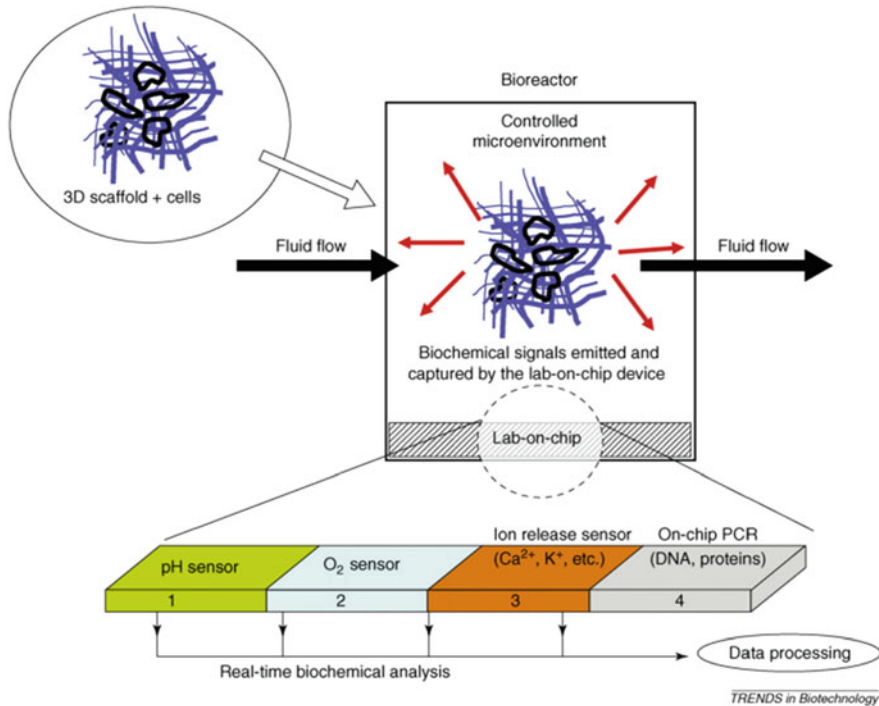 Bioreactor
Controlled
microenvironment
3D scaffold + cells
Fluid flow
Fluid flow
Biochemical signals emitted and
captured by the lab-on-chip device
Lab-on-chip
Ion release sensor
(Ca²⁺, K⁺, etc.)
On-chip PCR
(DNA, proteins)
pH sensor
O₂ sensor
1
2
3
4
Real-time biochemical analysis
Data processing
TRENDS in Biotechnology